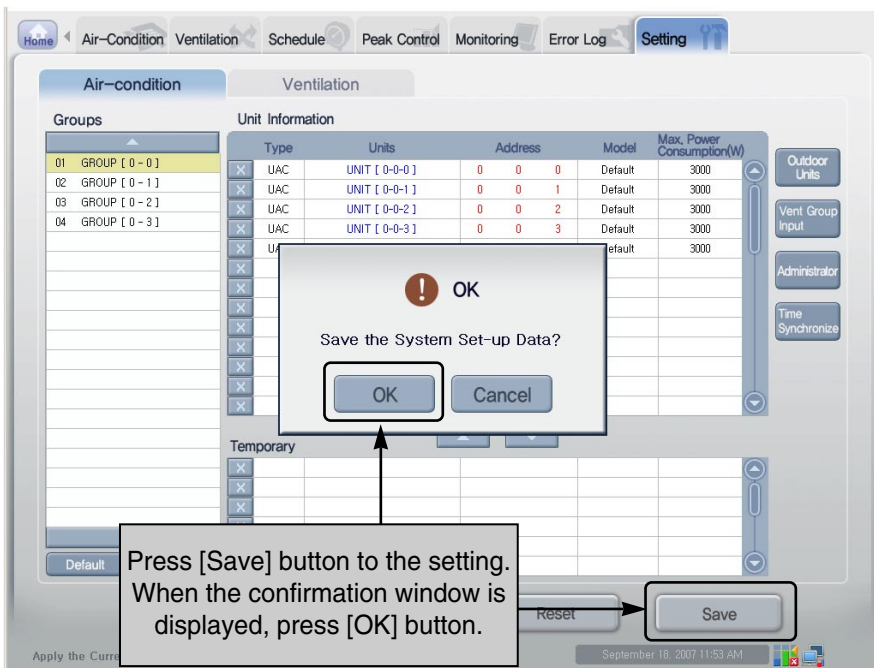 Home Air-Condition Ventilation Schedule Peak Control Monitoring Error Log Setting
Air-condition Ventilation
Groups
01 GROUP [ 0 - 0 ]
02 GROUP [ 0 - 1 ]
03 GROUP [ 0 - 2 ]
04 GROUP [ 0 - 3 ]
Default
Unit Information
Type Units Address Model Max. Power Consumption(W)
X UAC UNIT [ 0-0-0 ] 0 0 0 Default 3000
X UAC UNIT [ 0-0-1 ] 0 0 1 Default 3000
X UAC UNIT [ 0-0-2 ] 0 0 2 Default 3000
X UAC UNIT [ 0-0-3 ] 0 0 3 Default 3000
X 3000
X
X
X
X
X
X
X
X
Outdoor
Units
Vent Group
Input
Administrator
Time
Synchronize
! OK
Save the System Set-up Data?
OK Cancel
Temporary
X
X
X
Press [Save] button to the setting.
When the confirmation window is
displayed, press [OK] button.
Reset Save
Apply the
September 18, 2007 11:53 AM